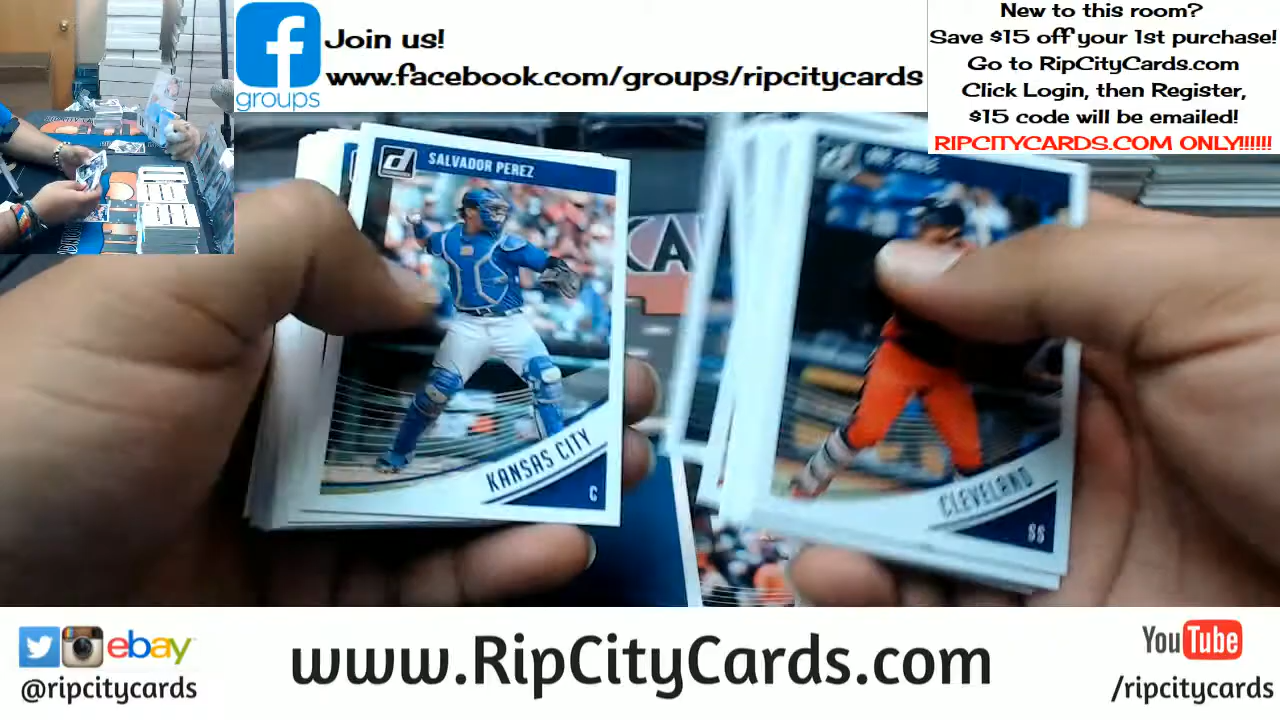 Join us!
www.facebook.com/groups/ripcitycards
groups
New to this room?
Save $15 off your 1st purchase!
Go to RipCityCards.com
Click Login, then Register,
$15 code will be emailed!
RIPCITYCARDS.COM ONLY!!!!!!
SALVADOR PEREZ
KANSAS CITY
C
CLEVELAND
SS
ebay
@ripcitycards
www.RipCityCards.com
YouTube
/ripcitycards